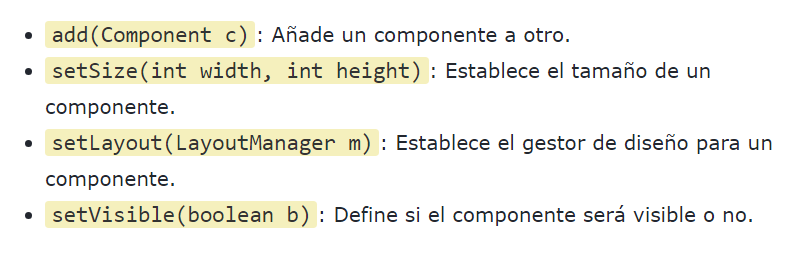 add(Component c): Añade un componente a otro.
setSize(int width, int height): Establece el tamaño de un
componente.
setLayout(LayoutManager m): Establece el gestor de diseño para un
componente.
setVisible(boolean b): Define si el componente será visible o no.